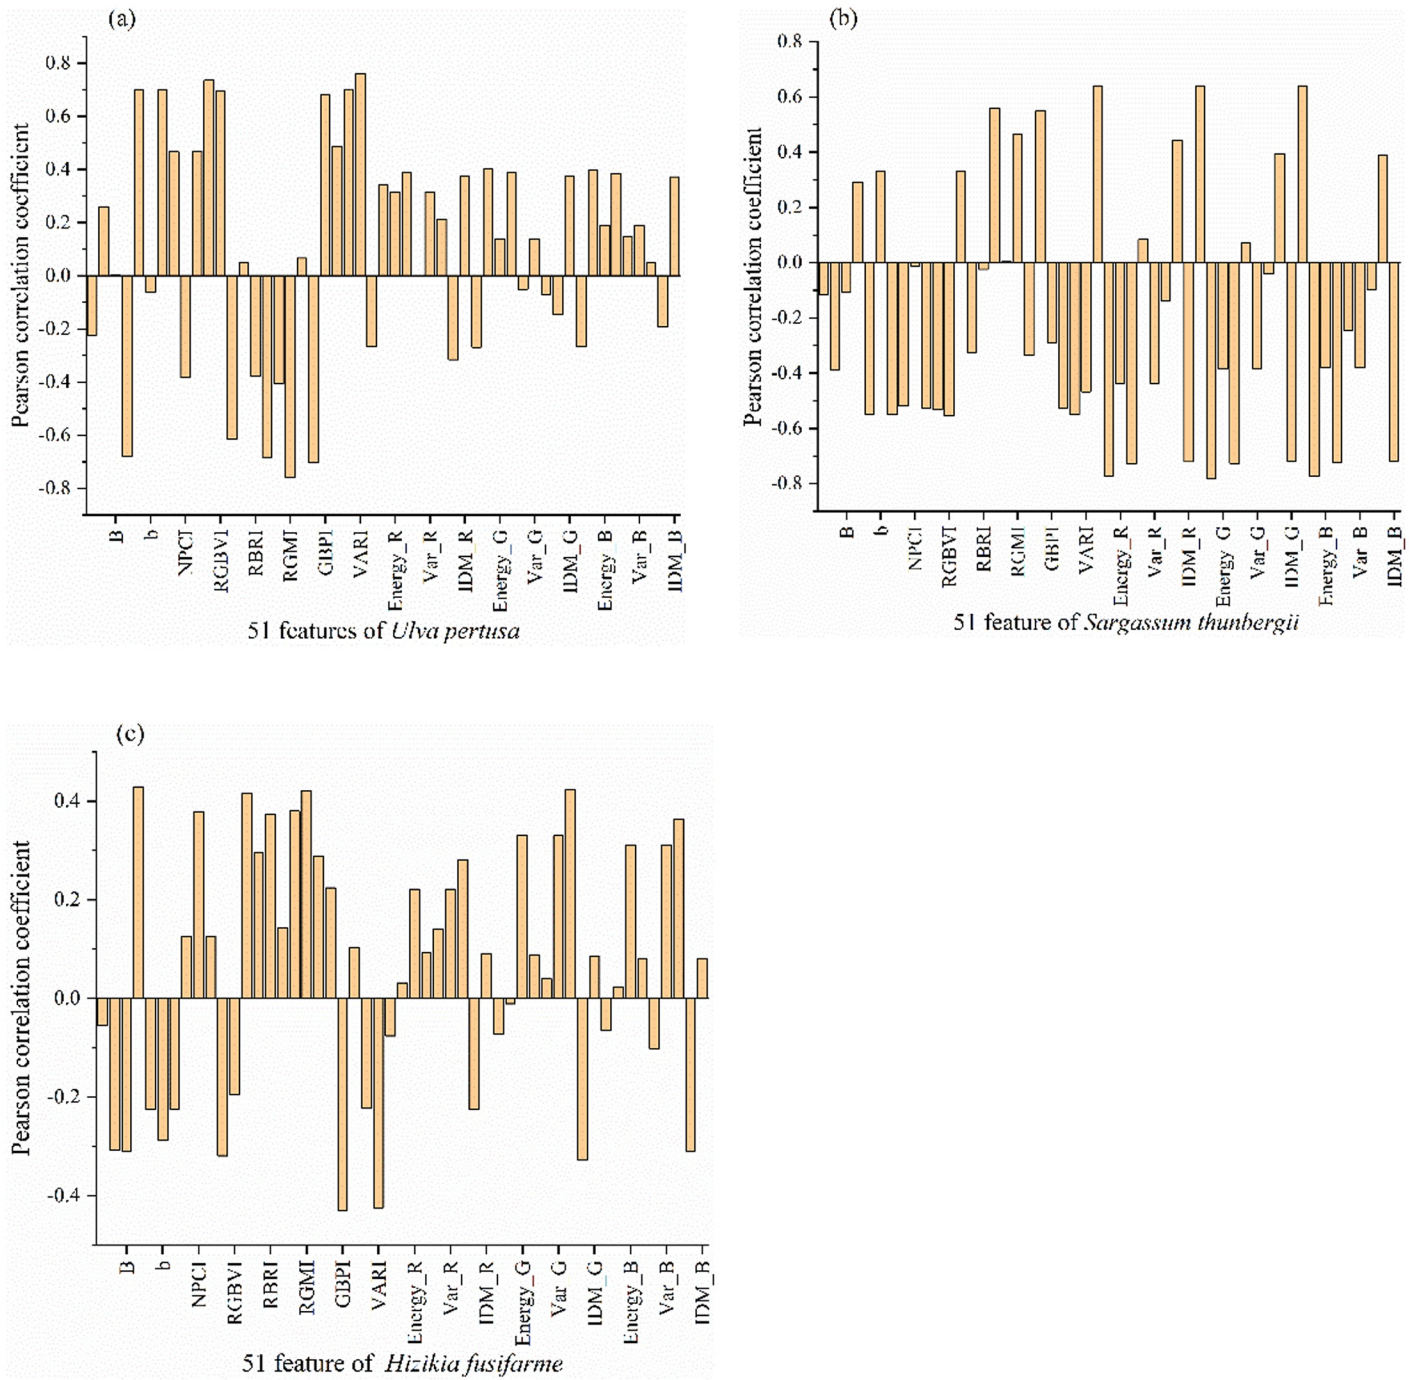 (a)
Pearson correlation coefficient
0.8
0.6
0.4
0.2
0.0
-0.2
-0.4
-0.6
-0.8
B
b
NPCI
RGBVI
RBRI
RGMI
GBPI
VARI
Energy_R
Var_R
IDM_R
Energy_G
Var_G
IDM_G
Energy_B
Var_B
IDM_B
51 features of Ulva pertusa
(b)
Pearson correlation coefficient
0.8
0.6
0.4
0.2
0.0
-0.2
-0.4
-0.6
-0.8
B
b
NPCI
RGBVI
RBRI
RGMI
GBPI
VARI
Energy_R
Var_R
IDM_R
Energy_G
Var_G
IDM_G
Energy_B
Var_B
IDM_B
51 feature of Sargassum thunbergii
(c)
Pearson correlation coefficient
0.4
0.2
0.0
-0.2
-0.4
B
b
NPCI
RGBVI
RBRI
RGMI
GBPI
VARI
Energy_R
Var_R
IDM_R
Energy_G
Var_G
IDM_G
Energy_B
Var_B
IDM_B
51 feature of Hizikia fusifarme